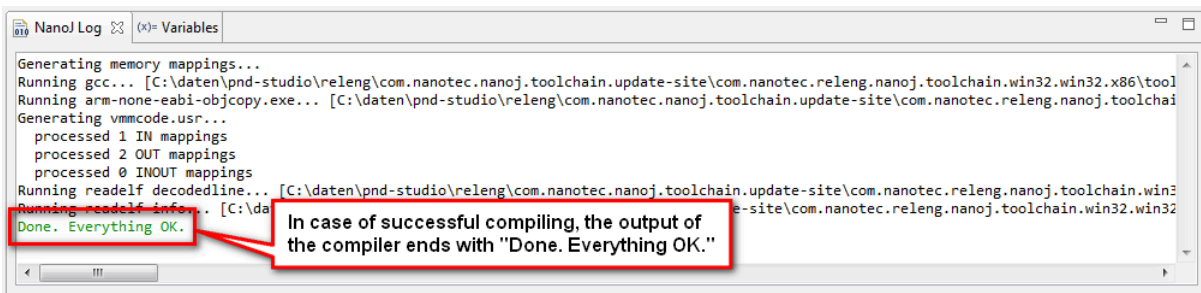 NanoJ Log (x)= Variables
Generating memory mappings...
Running gcc... [C:\daten\pnd-studio\releng\com.nanotec.nanoj.toolchain.update-site\com.nanotec.releng.nanoj.toolchain.win32.win32.x86\tool
Running arm-none-eabi-objcopy.exe... [C:\daten\pnd-studio\releng\com.nanotec.nanoj.toolchain.update-site\com.nanotec.releng.nanoj.toolchai
Generating vmmcode.usr...
processed 1 IN mappings
processed 2 OUT mappings
processed 0 INOUT mappings
Running readelf decodedline... [C:\daten\pnd-studio\releng\com.nanotec.nanoj.toolchain.update-site\com.nanotec.releng.nanoj.toolchain.win3
Running readelf info... [C:\da e-site\com.nanotec.releng.nanoj.toolchain.win32.win32
Done. Everything OK.
In case of successful compiling, the output of
the compiler ends with "Done. Everything OK."